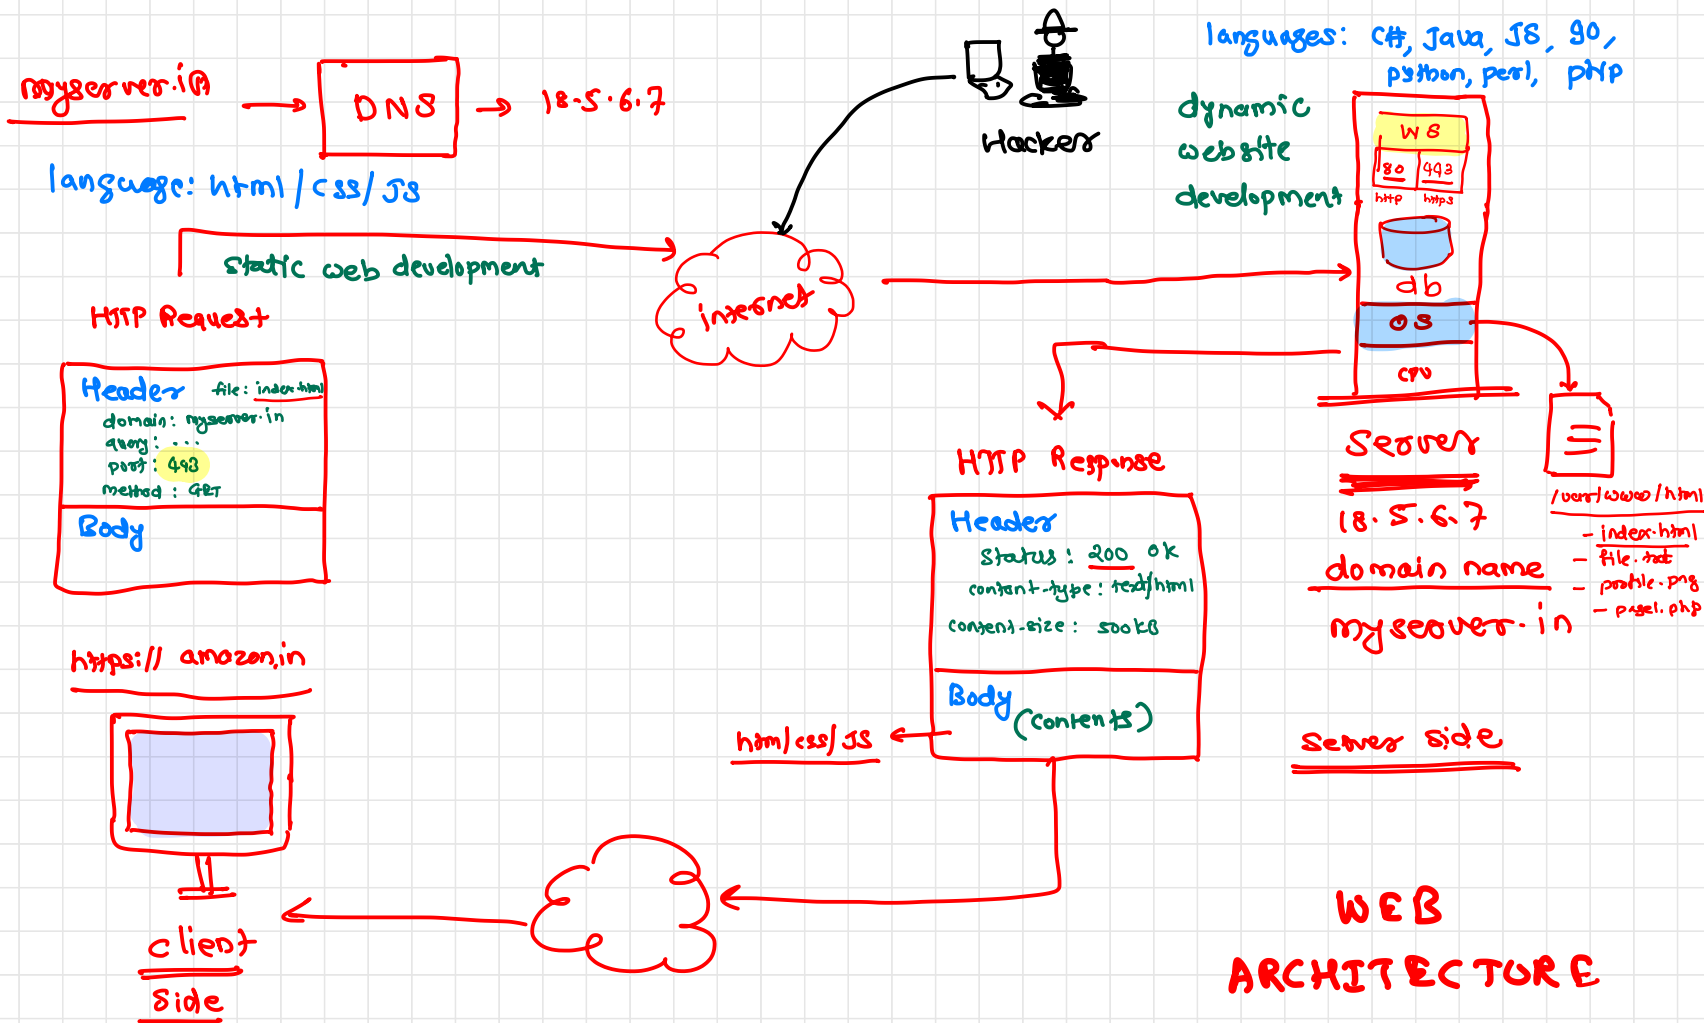 myserver.in
DNS
18.5.6.7
language: html/css/JS
static web development
HTTP Request
Header
file: index.html
domain: myserver.in
query: ...
port: 443
method: GET
Body
https:// amazon.in
client
side
Hacker
internet
languages: C#, Java, JS, go,
python, perl, PHP
dynamic
website
development
WS
80
443
http
https
db
OS
CPU
Server
18.5.6.7
domain name
myserver.in
/var/www/html
- index.html
- file.txt
- profile.png
- page1.php
HTTP Response
Header
Status: 200 OK
content-type: text/html
content-size: 500KB
Body
(contents)
htm/css/JS
server side
WEB
ARCHITECTURE